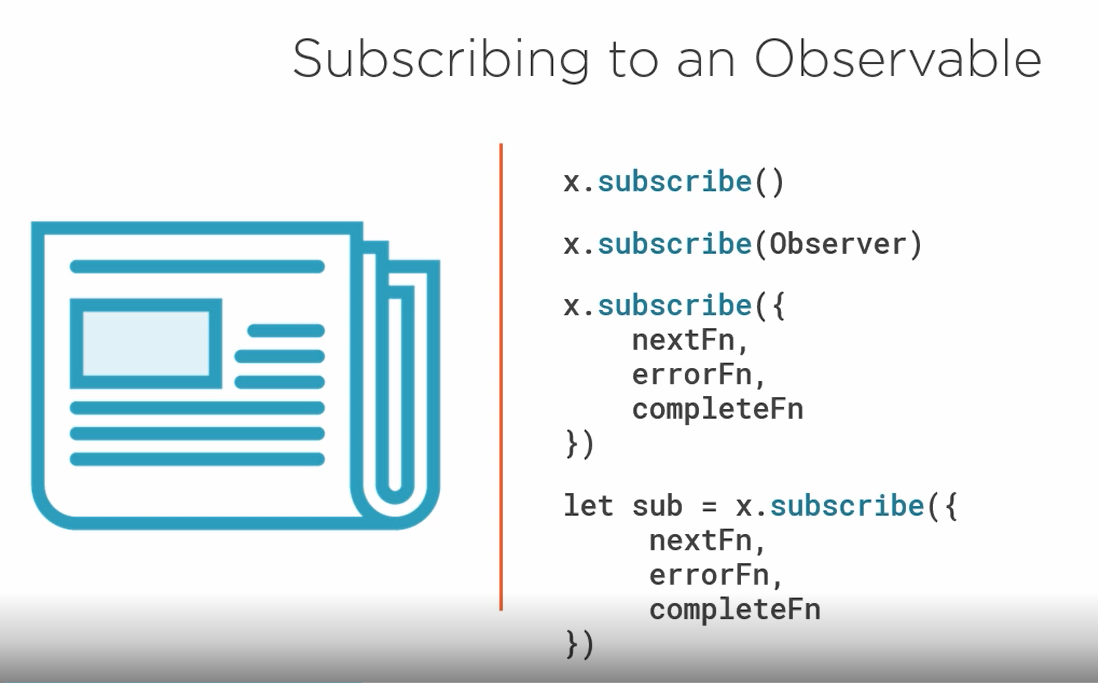 Subscribing to an Observable
x.subscribe()
x.subscribe(Observer)
x.subscribe({
nextFn,
errorFn,
completeFn
})
let sub = x.subscribe({
nextFn,
errorFn,
completeFn
})